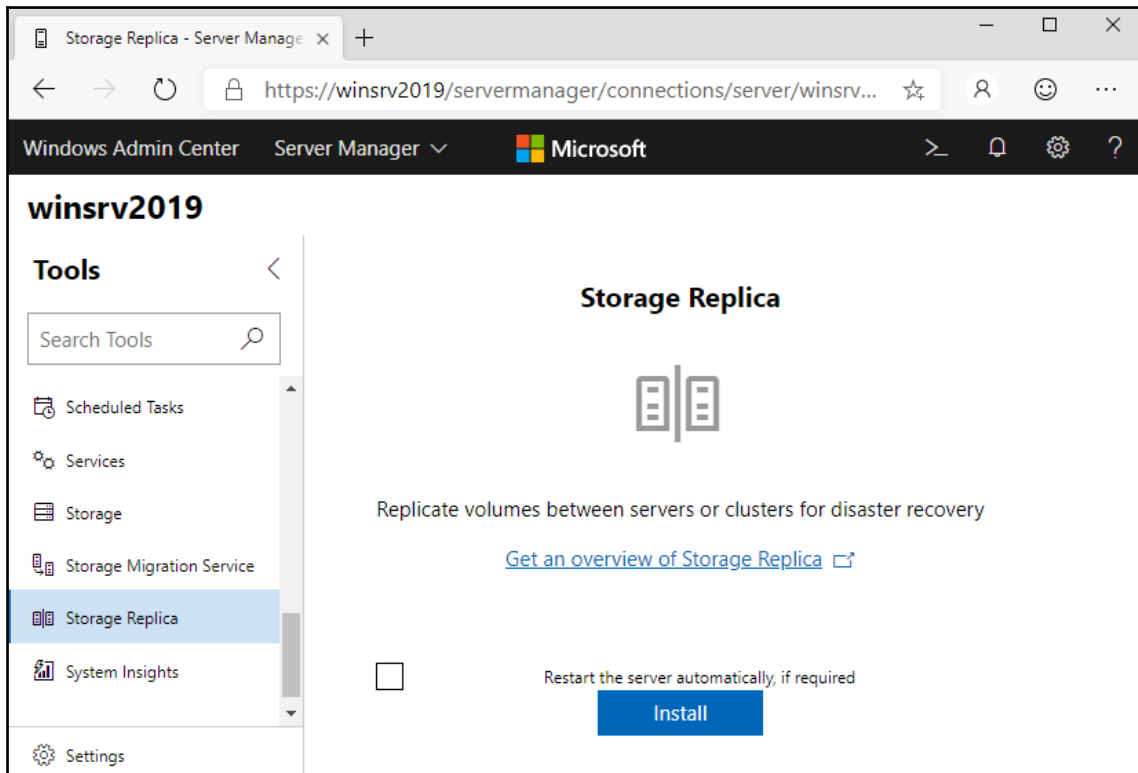 Storage Replica - Server Manage
https://winsrv2019/servermanager/connections/server/winsrv...
Windows Admin Center Server Manager Microsoft
winsrv2019
Tools
Search Tools
Scheduled Tasks
Services
Storage
Storage Migration Service
Storage Replica
System Insights
Settings
Storage Replica
Replicate volumes between servers or clusters for disaster recovery
Get an overview of Storage Replica
Restart the server automatically, if required
Install